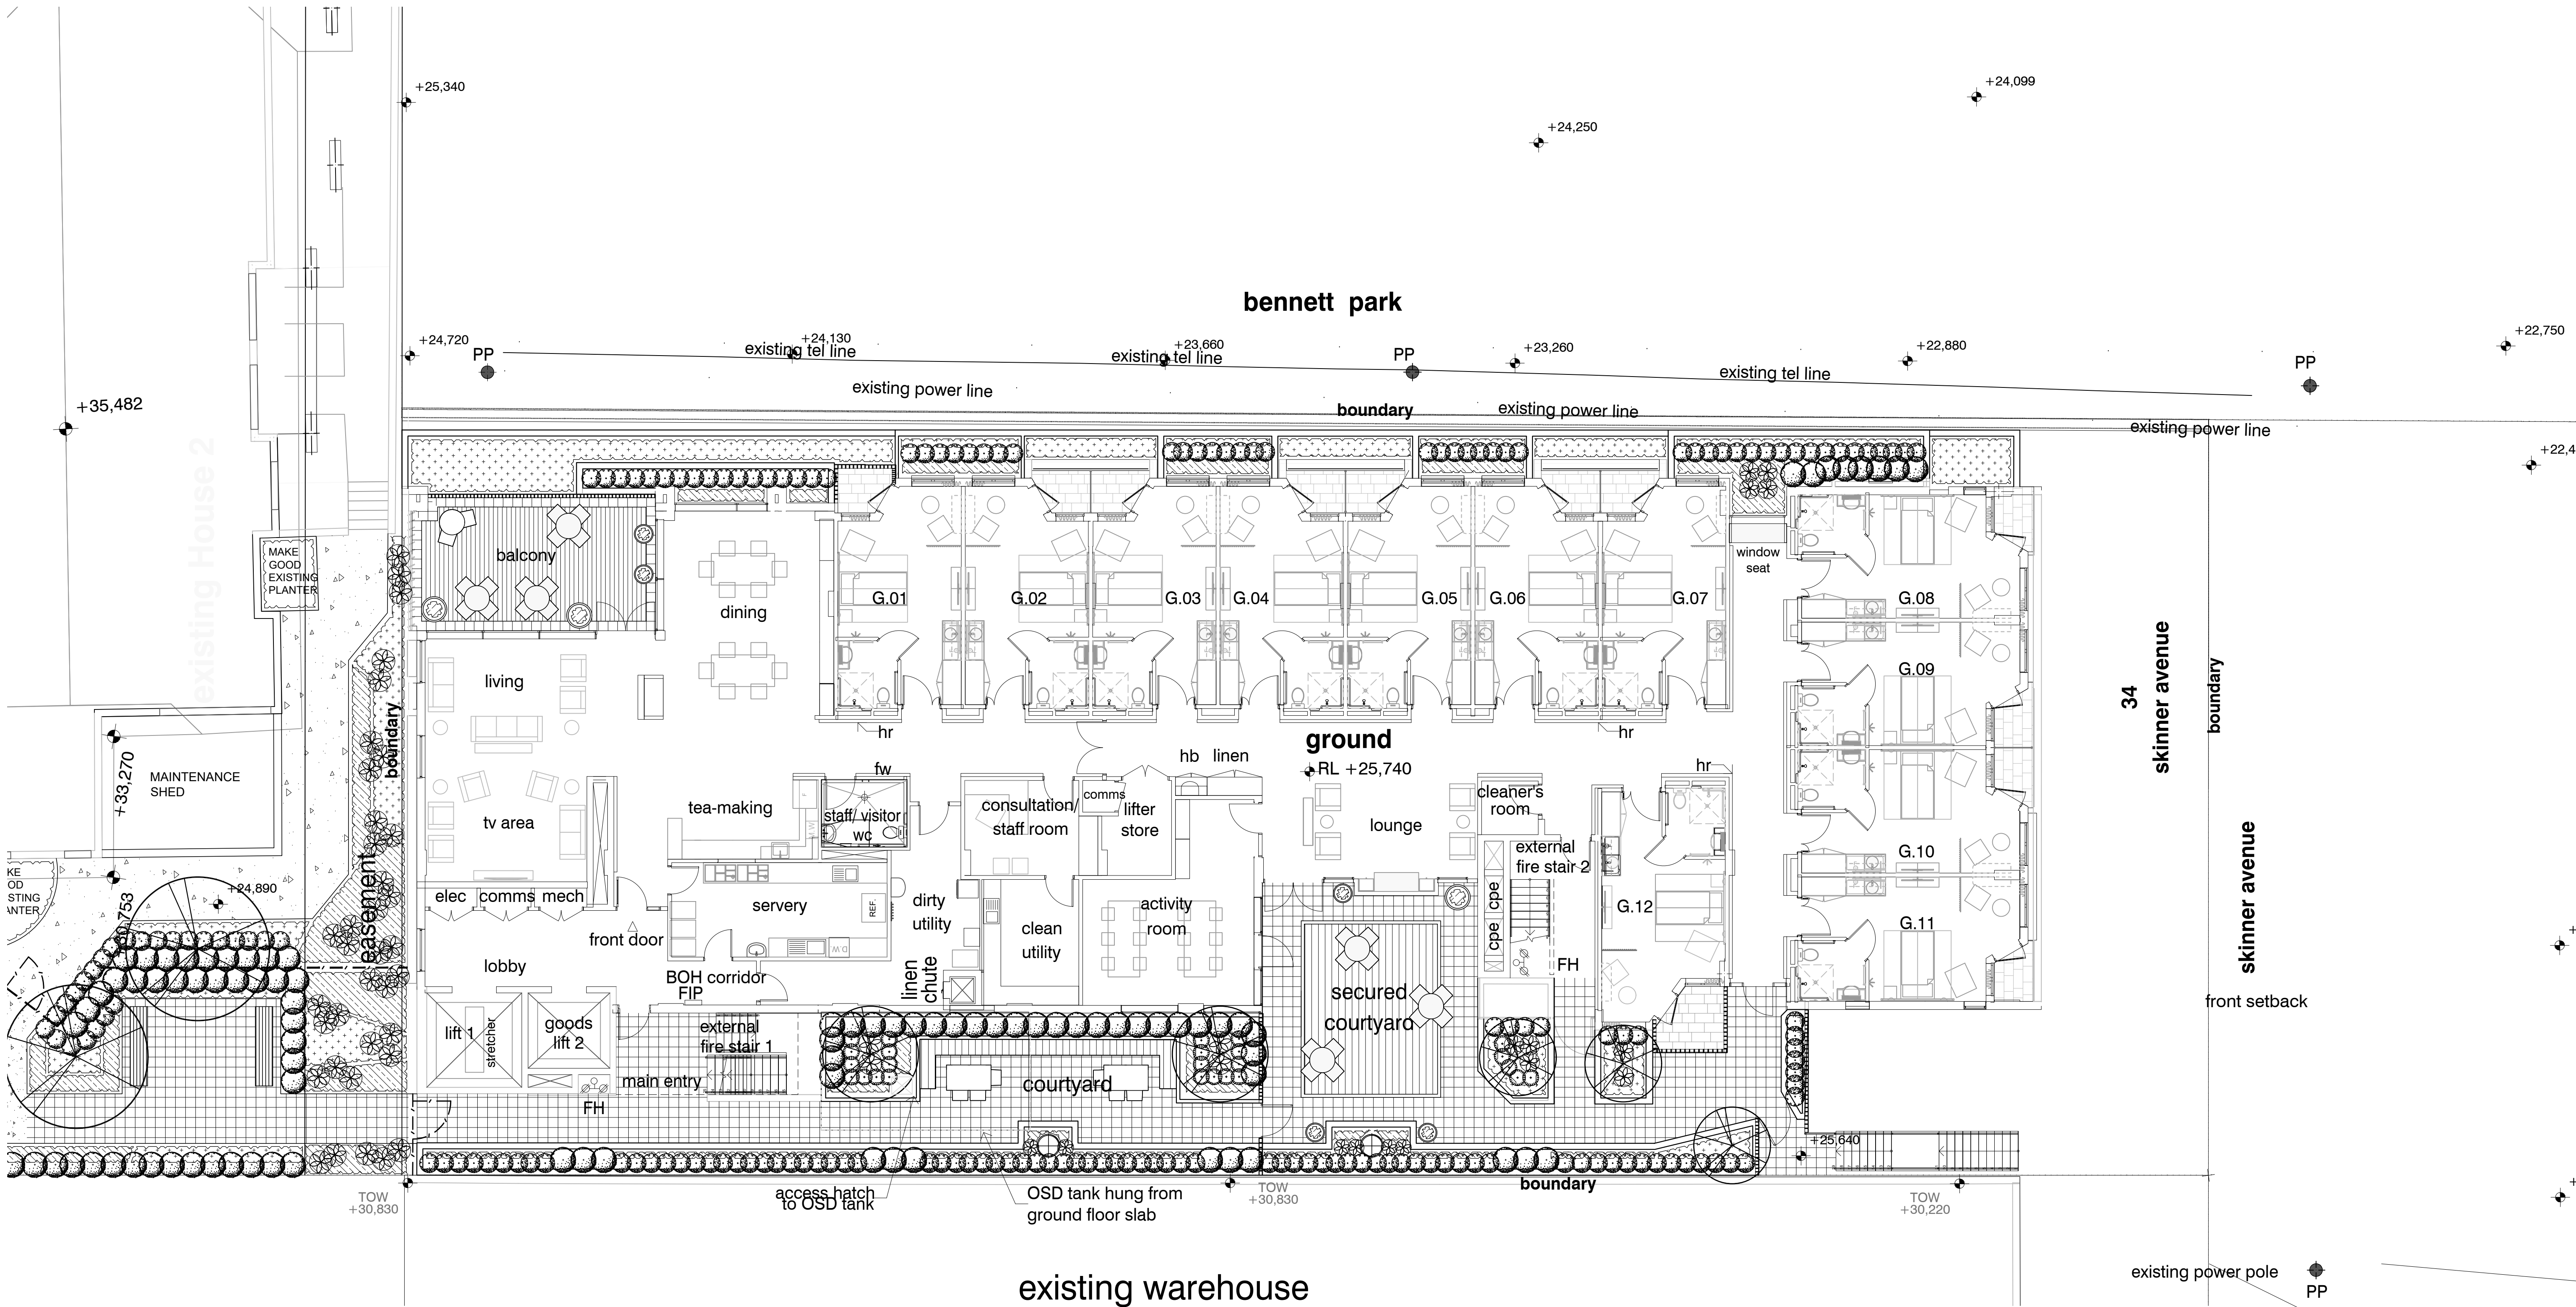 +24,099
+25,340
+24,250
bennett park
+24,720
PP
+24,130
existing tel line
+23,660
existing tel line
PP
+23,260
+22,880
existing tel line
+22,750
PP
existing power line
+35,482
boundary
existing power line
existing power line
existing House 2
MAKE
GOOD
EXISTING
PLANTER
balcony
window
seat
dining
G.01
G.02
G.03
G.04
G.05
G.06
G.07
G.08
living
G.09
34
skinner avenue
boundary
boundary
hr
ground
hr
+33,270
MAINTENANCE
SHED
fw
hb
linen
RL +25,740
hr
tea-making
staff/ visitor
wc
consultation/
staff room
comms
lifter
store
cleaner's
room
tv area
lounge
external
fire stair 2
G.10
easement
+24,890
elec
comms
mech
servery
REF.
dirty
utility
activity
room
cpe
cpe
G.12
G.11
skinner avenue
front door
clean
utility
lobby
BOH corridor
FIP
linen
chute
D.W
FH
secured
courtyard
front setback
lift 1
stretcher
goods
lift 2
external
fire stair 1
main entry
courtyard
FH
+25,640
TOW
+30,830
access hatch
to OSD tank
OSD tank hung from
ground floor slab
TOW
+30,830
boundary
TOW
+30,220
existing warehouse
existing power pole
PP